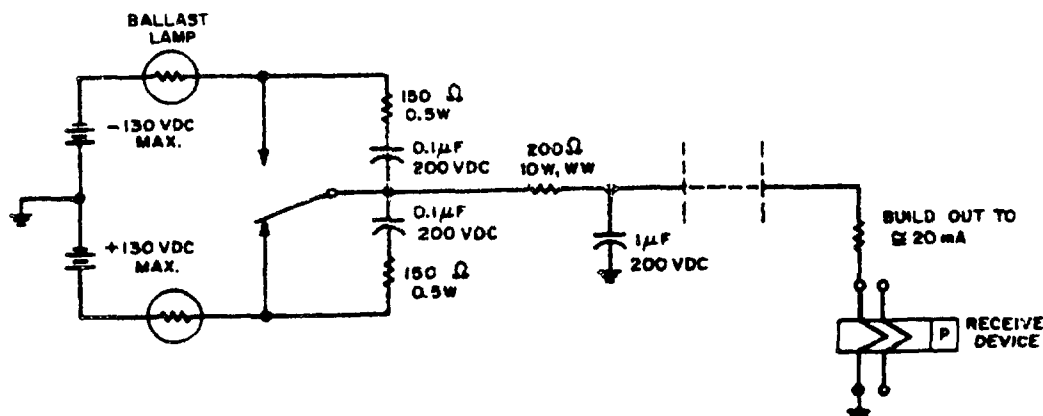 BALLAST
LAMP
-130 VDC
MAX.
+130 VDC
MAX.
150 Ω
0.5W
0.1µF
200 VDC
0.1µF
200 VDC
150 Ω
0.5W
200Ω
10W, WW
1µF
200 VDC
BUILD OUT TO
≅ 20 mA
P
RECEIVE
DEVICE